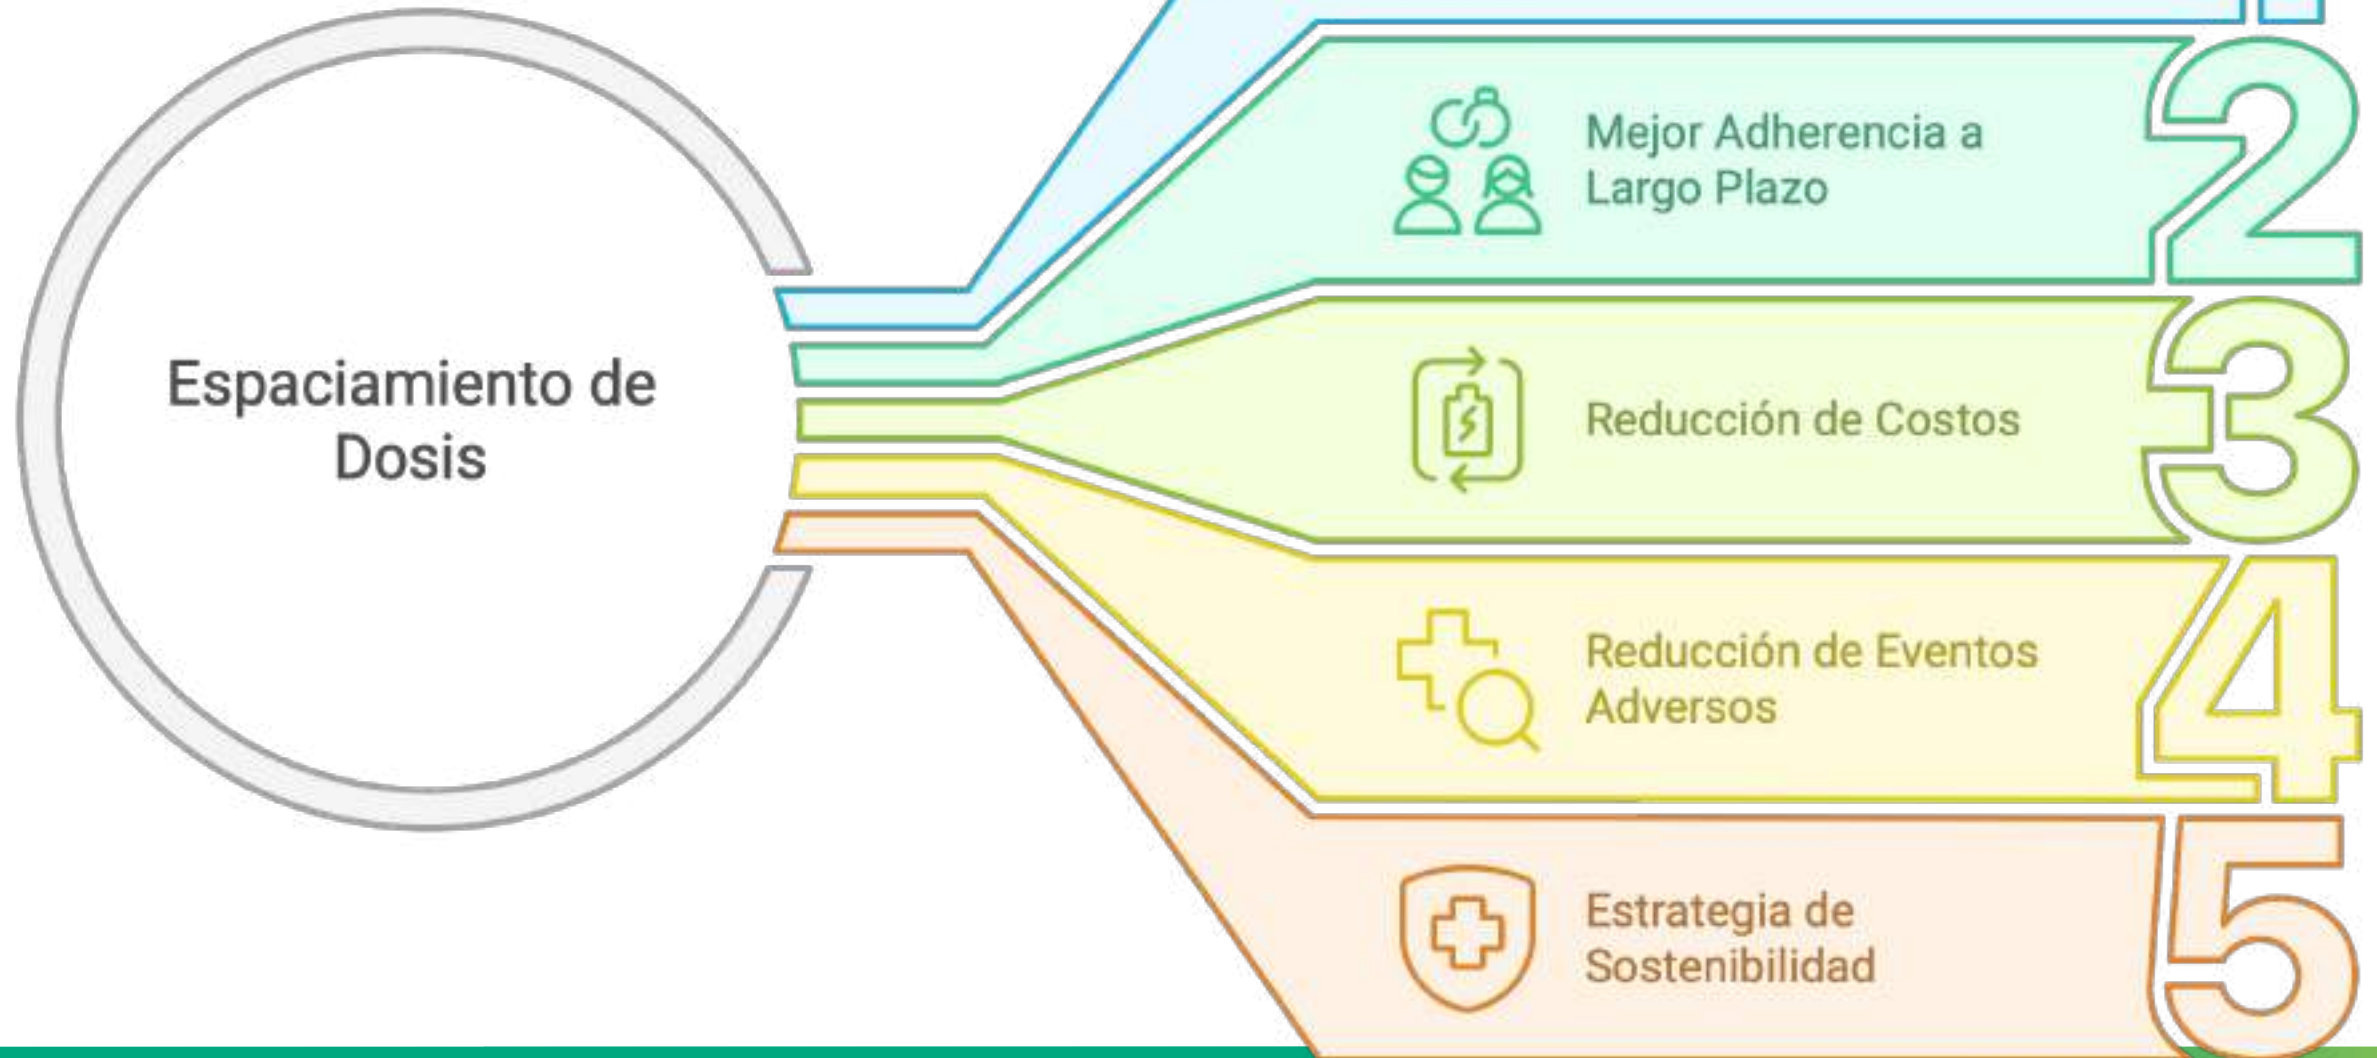 Espaciamiento de
Dosis
Mejor Adherencia a
Largo Plazo
2
Reducción de Costos
3
Reducción de Eventos
Adversos
4
Estrategia de
Sostenibilidad
5